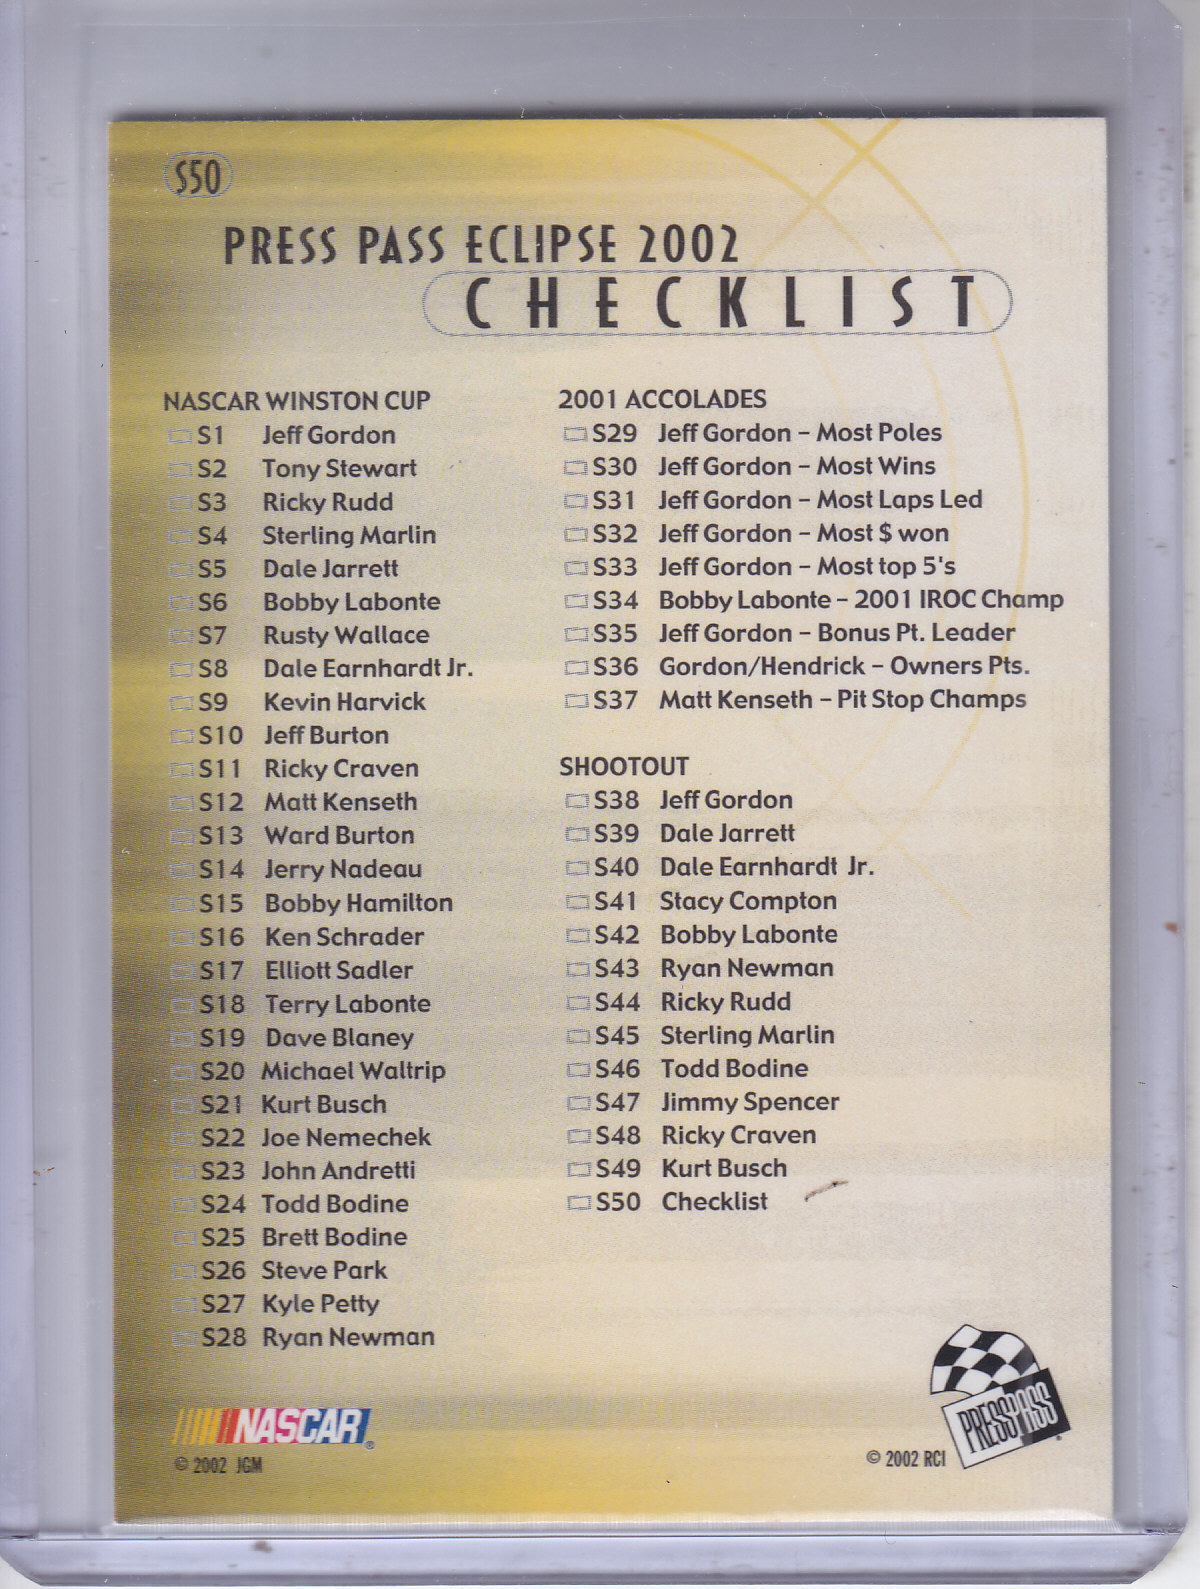 S50
PRESS PASS ECLIPSE 2002
CHECKLIST
NASCAR WINSTON CUP
S1 Jeff Gordon
S2 Tony Stewart
S3 Ricky Rudd
S4 Sterling Marlin
S5 Dale Jarrett
S6 Bobby Labonte
S7 Rusty Wallace
S8 Dale Earnhardt Jr.
S9 Kevin Harvick
S10 Jeff Burton
S11 Ricky Craven
S12 Matt Kenseth
S13 Ward Burton
S14 Jerry Nadeau
S15 Bobby Hamilton
S16 Ken Schrader
S17 Elliott Sadler
S18 Terry Labonte
S19 Dave Blaney
S20 Michael Waltrip
S21 Kurt Busch
S22 Joe Nemechek
S23 John Andretti
S24 Todd Bodine
S25 Brett Bodine
S26 Steve Park
S27 Kyle Petty
S28 Ryan Newman
2001 ACCOLADES
S29 Jeff Gordon – Most Poles
S30 Jeff Gordon – Most Wins
S31 Jeff Gordon – Most Laps Led
S32 Jeff Gordon – Most $ won
S33 Jeff Gordon – Most top 5's
S34 Bobby Labonte – 2001 IROC Champ
S35 Jeff Gordon – Bonus Pt. Leader
S36 Gordon/Hendrick – Owners Pts.
S37 Matt Kenseth – Pit Stop Champs
SHOOTOUT
S38 Jeff Gordon
S39 Dale Jarrett
S40 Dale Earnhardt Jr.
S41 Stacy Compton
S42 Bobby Labonte
S43 Ryan Newman
S44 Ricky Rudd
S45 Sterling Marlin
S46 Todd Bodine
S47 Jimmy Spencer
S48 Ricky Craven
S49 Kurt Busch
S50 Checklist
NASCAR®
© 2002 JGM
© 2002 RCI
PRESS PASS